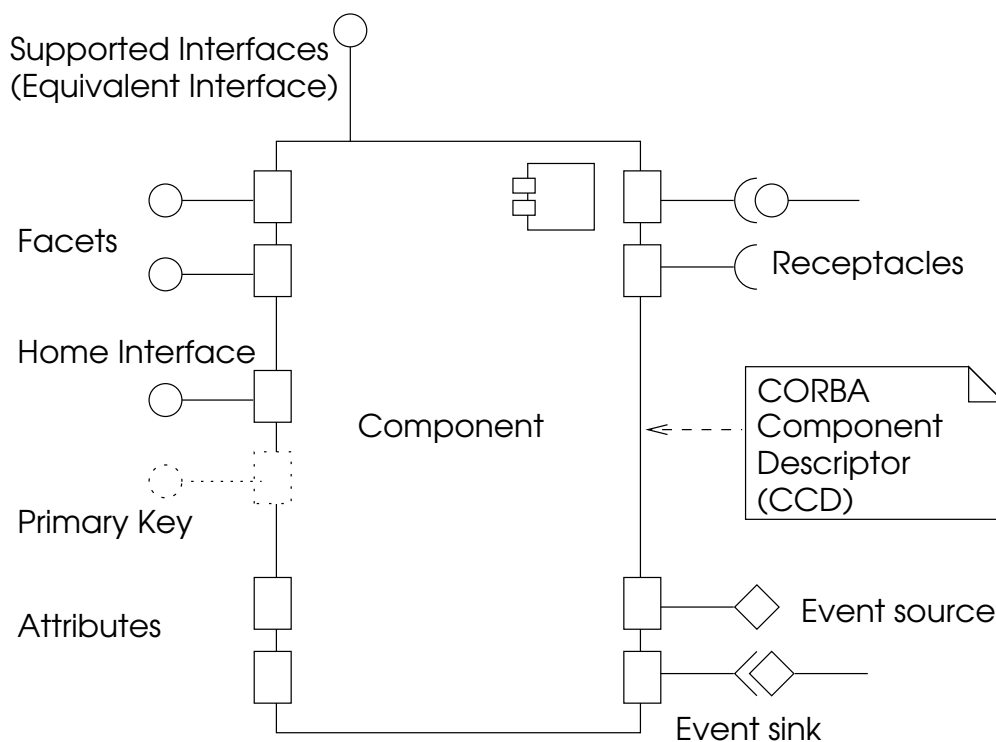 Supported Interfaces
(Equivalent Interface)
Facets
Receptacles
Home Interface
CORBA
Component
Descriptor
(CCD)
Component
Primary Key
Attributes
Event source
Event sink